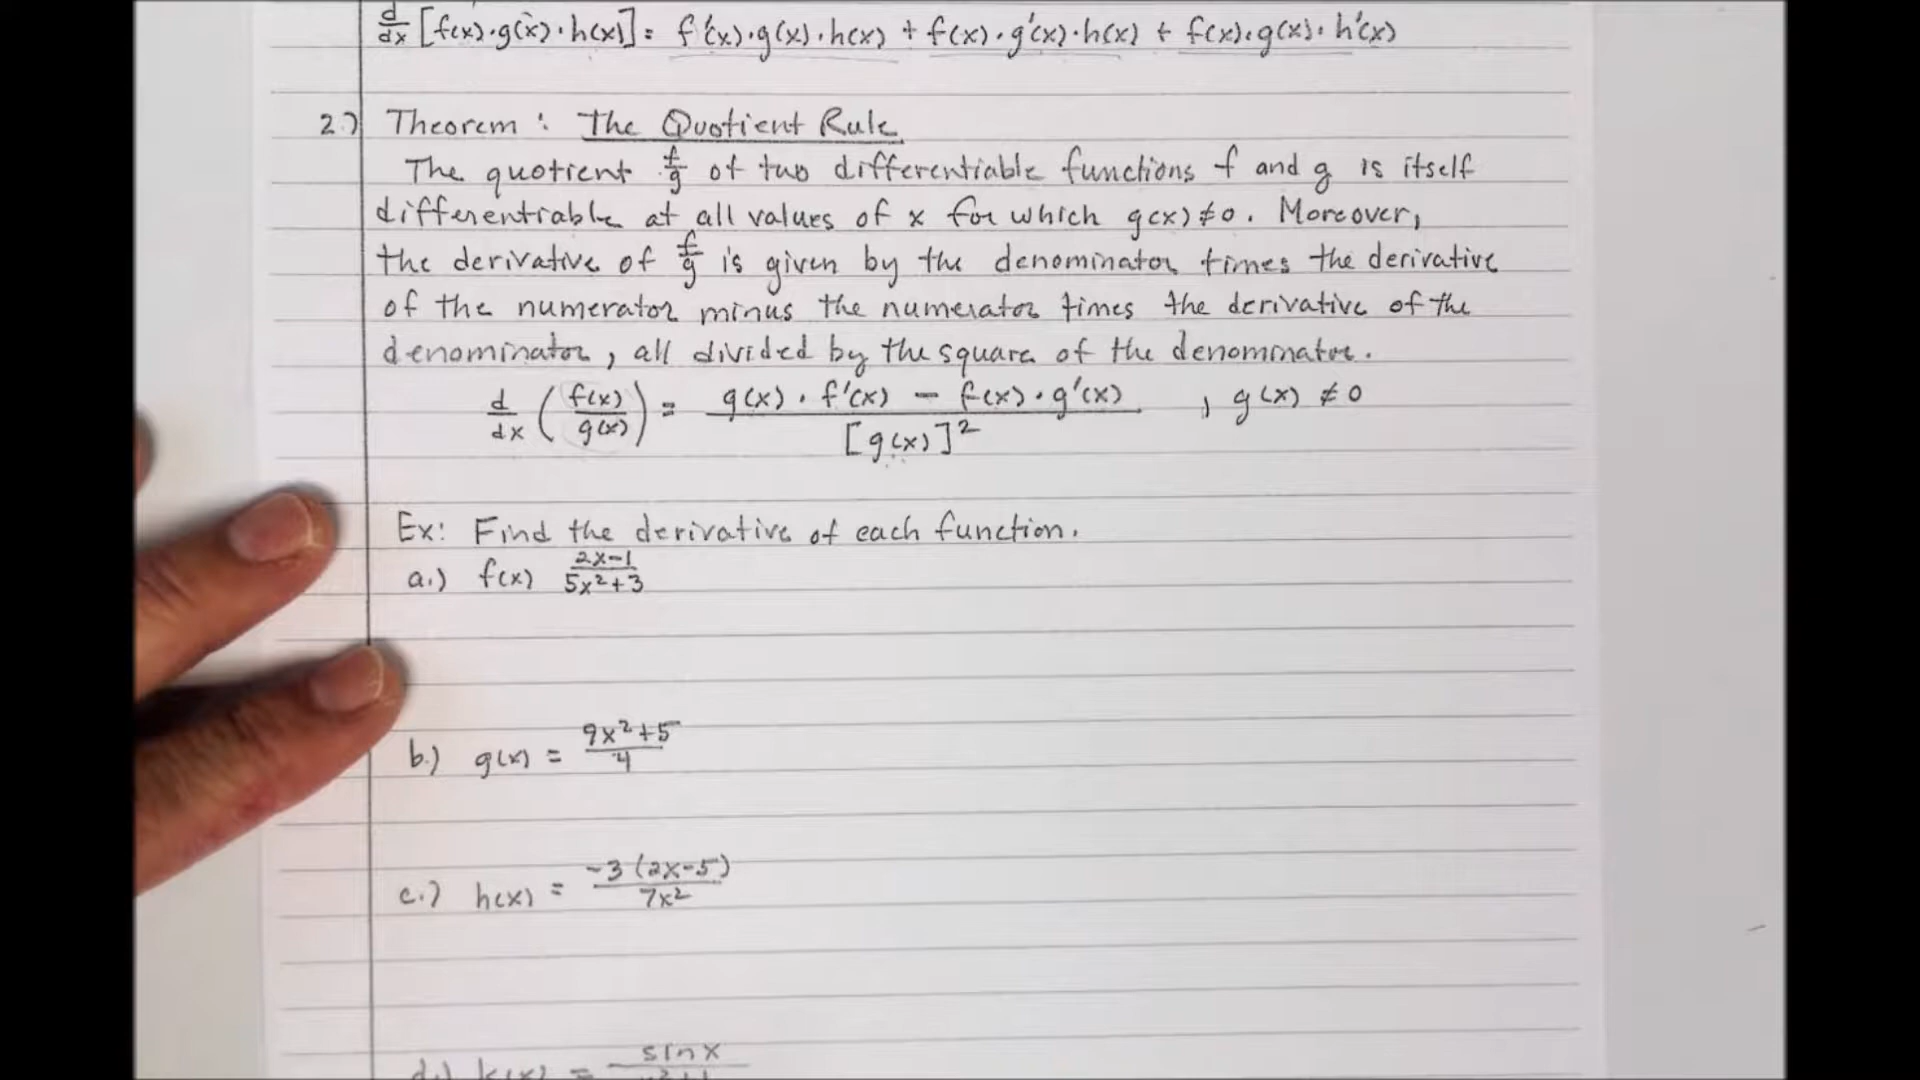 d/dx [f(x)·g(x)·h(x)] = f'(x)·g(x)·h(x) + f(x)·g'(x)·h(x) + f(x)·g(x)·h'(x)
2.) Theorem: The Quotient Rule
The quotient f/g of two differentiable functions f and g is itself
differentiable at all values of x for which g(x) ≠ 0. Moreover,
the derivative of f/g is given by the denominator times the derivative
of the numerator minus the numerator times the derivative of the
denominator, all divided by the square of the denominator.
d/dx (f(x)/g(x)) = g(x)·f'(x) − f(x)·g'(x) / [g(x)]² , g(x) ≠ 0
Ex: Find the derivative of each function.
a.) f(x) 2x-1 / 5x²+3
b.) g(x) = 9x²+5 / 4
c.) h(x) = -3(2x-5) / 7x²
d.) k(x) = sinx /